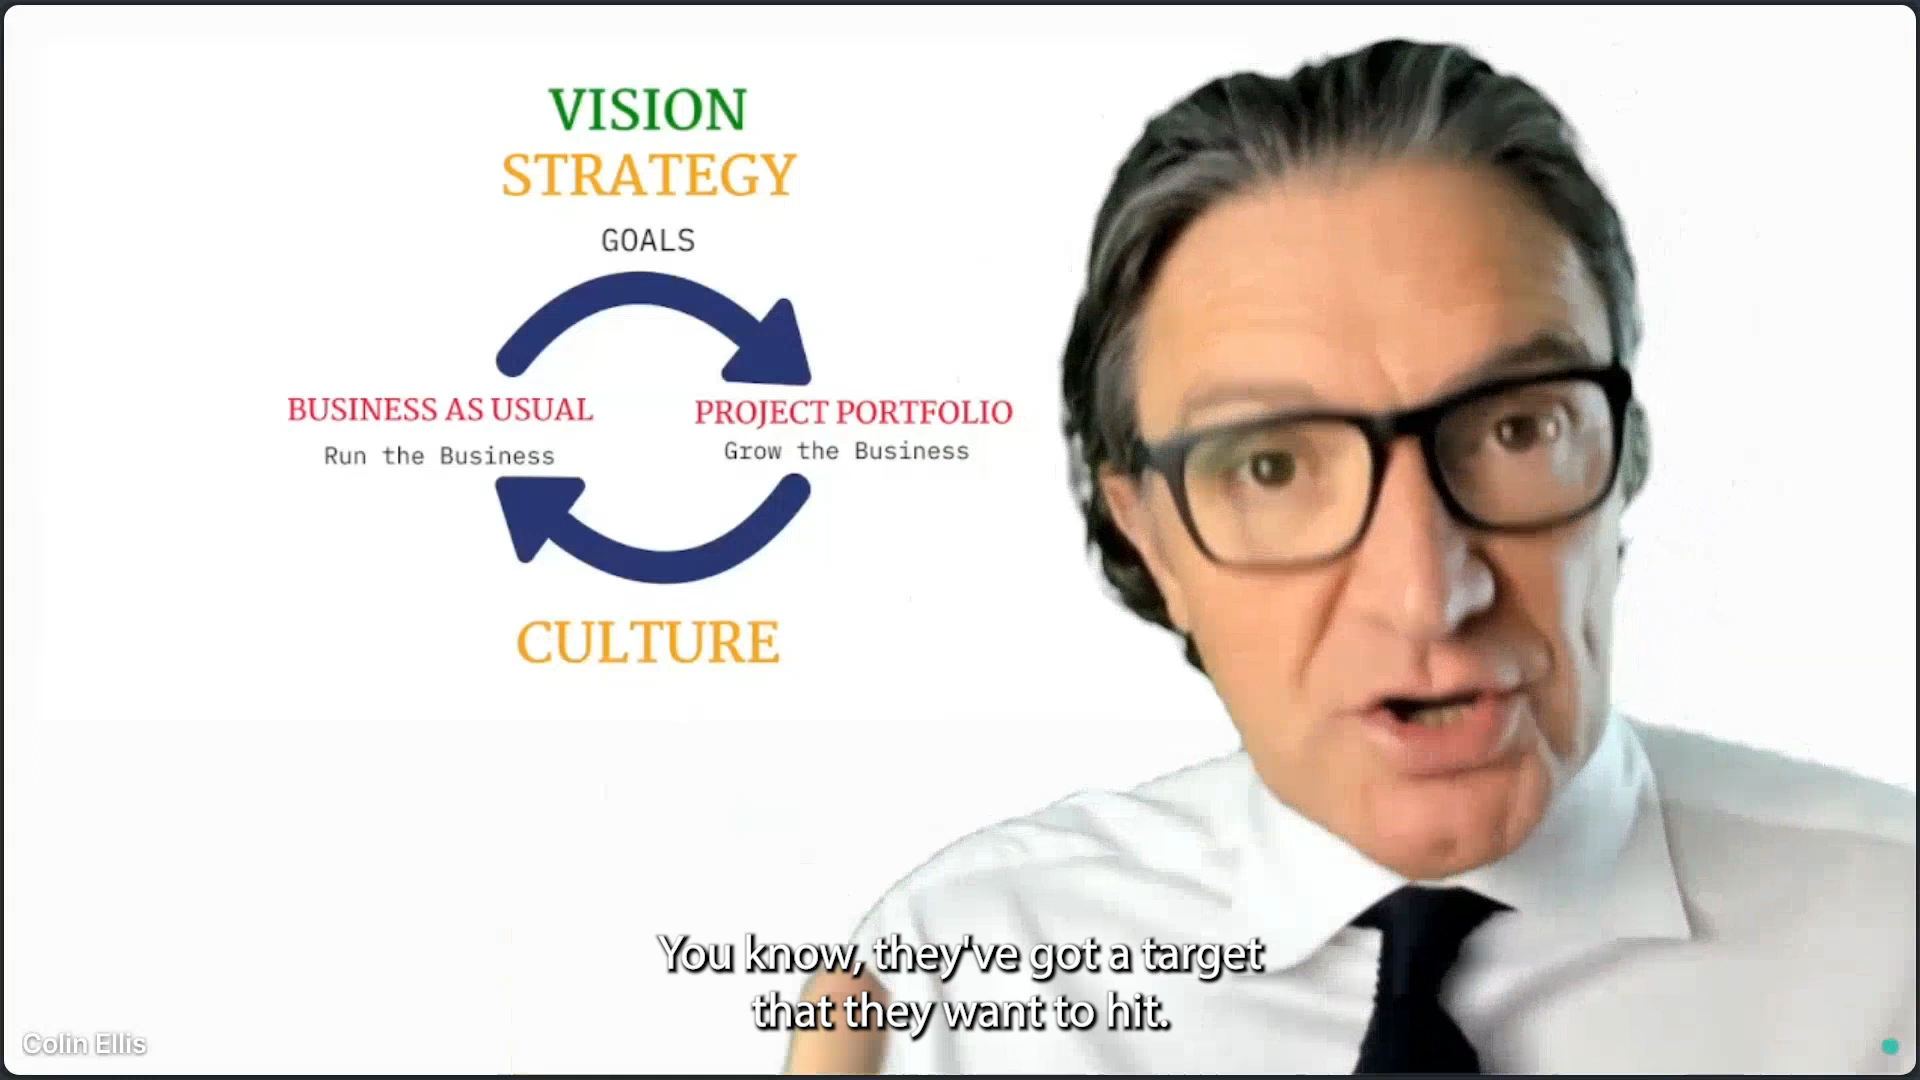 VISION
STRATEGY
GOALS
BUSINESS AS USUAL
Run the Business
PROJECT PORTFOLIO
Grow the Business
CULTURE
You know, they've got a target
that they want to hit.
Colin Ellis